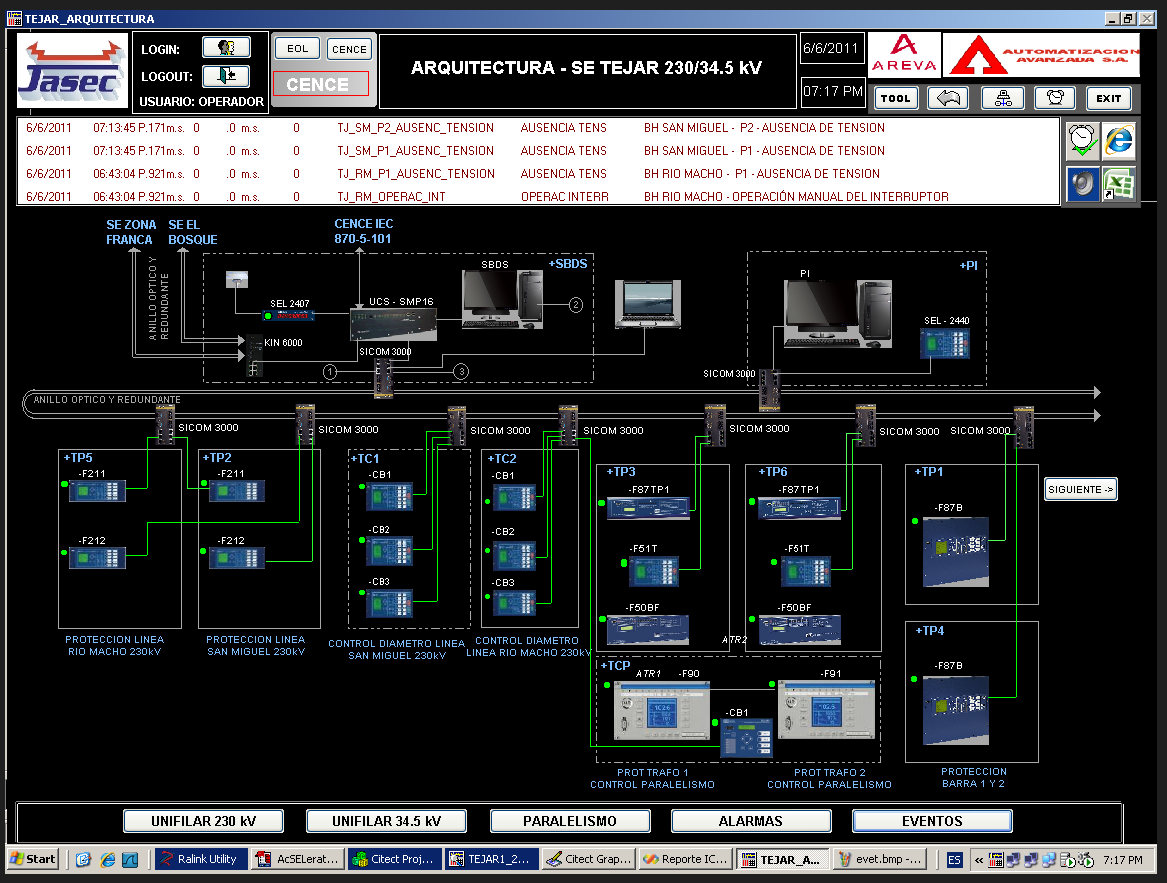 TEJAR_ARQUITECTURA
Jasec
LOGIN:
LOGOUT:
USUARIO: OPERADOR
EOL
CENCE
CENCE
ARQUITECTURA - SE TEJAR 230/34.5 kV
6/6/2011
07:17 PM
AREVA
AUTOMATIZACION
AVANZADA S.A.
TOOL
EXIT
6/6/2011 07:13:45 P.171m.s. 0 .0 m.s. 0 TJ_SM_P2_AUSENC_TENSION AUSENCIA TENS BH SAN MIGUEL - P2 - AUSENCIA DE TENSION
6/6/2011 07:13:45 P.171m.s. 0 .0 m.s. 0 TJ_SM_P1_AUSENC_TENSION AUSENCIA TENS BH SAN MIGUEL - P1 - AUSENCIA DE TENSION
6/6/2011 06:43:04 P.921m.s. 0 .0 m.s. 0 TJ_RM_P1_AUSENC_TENSION AUSENCIA TENS BH RIO MACHO - P1 - AUSENCIA DE TENSION
6/6/2011 06:43:04 P.921m.s. 0 .0 m.s. 0 TJ_RM_OPERAC_INT OPERAC INTERR BH RIO MACHO - OPERACIÓN MANUAL DEL INTERRUPTOR
SE ZONA
FRANCA
SE EL
BOSQUE
CENCE IEC
870-5-101
ANILLO OPTICO Y
REDUNDANTE
+SBDS
SBDS
SEL 2407
UCS - SMP16
2
KIN 6000
SICOM 3000
1
3
+PI
PI
SEL - 2440
SICOM 3000
ANILLO OPTICO Y REDUNDANTE
SICOM 3000
SICOM 3000
SICOM 3000
SICOM 3000
SICOM 3000
SICOM 3000
SICOM 3000
+TP5
-F211
-F212
PROTECCION LINEA
RIO MACHO 230kV
+TP2
-F211
-F212
PROTECCION LINEA
SAN MIGUEL 230kV
+TC1
-CB1
-CB2
-CB3
CONTROL DIAMETRO LINEA
SAN MIGUEL 230kV
+TC2
-CB1
-CB2
-CB3
CONTROL DIAMETRO
LINEA RIO MACHO 230kV
+TP3
-F87TP1
-F51T
-F50BF
ATR2
+TP6
-F87TP1
-F51T
-F50BF
+TP1
-F87B
SIGUIENTE ->
+TP4
-F87B
PROTECCION
BARRA 1 Y 2
+TCP
ATR1
-F90
-CB1
-F91
PROT TRAFO 1
CONTROL PARALELISMO
PROT TRAFO 2
CONTROL PARALELISMO
UNIFILAR 230 kV
UNIFILAR 34.5 kV
PARALELISMO
ALARMAS
EVENTOS
Start
Ralink Utility
AcSELerat...
Citect Proj...
TEJAR1_2...
Citect Grap...
Reporte IC...
TEJAR_A...
evet.bmp -...
ES
7:17 PM